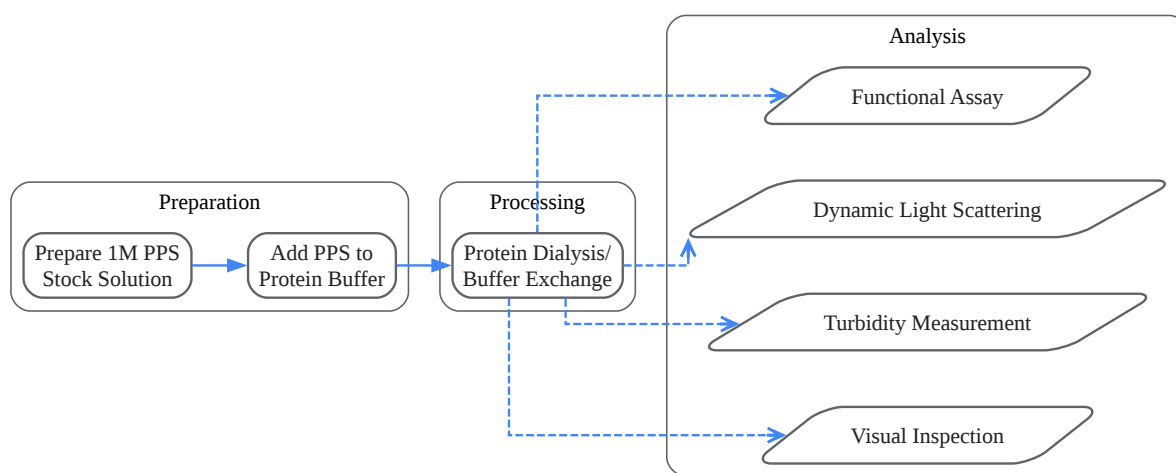 Preparation
Prepare 1M PPS
Stock Solution
Add PPS to
Protein Buffer
Processing
Protein Dialysis/
Buffer Exchange
Analysis
Functional Assay
Dynamic Light Scattering
Turbidity Measurement
Visual Inspection